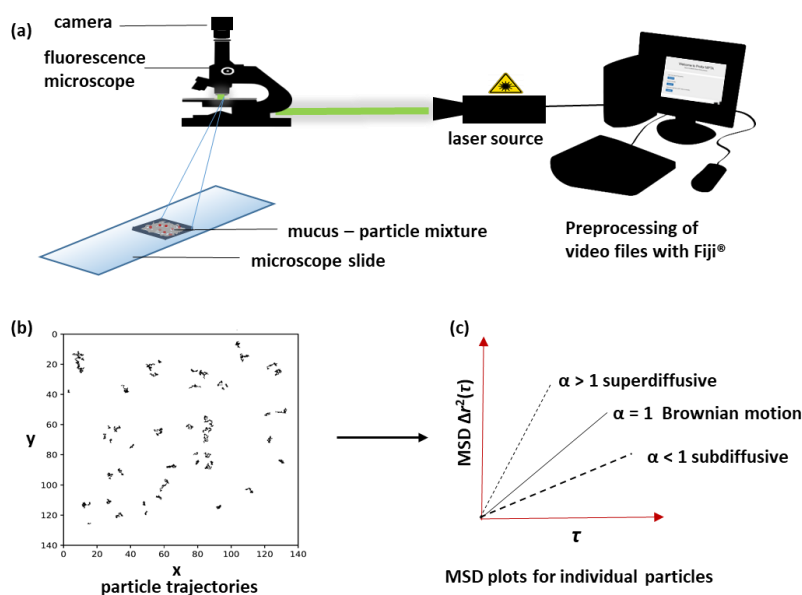 (a)
camera
fluorescence
microscope
laser source
mucus – particle mixture
microscope slide
Preprocessing of
video files with Fiji®
(b)
0
20
40
60
80
100
120
140
y
0 20 40 60 80 100 120 140
x
particle trajectories
(c)
MSD Δr²(τ)
α > 1 superdiffusive
α = 1 Brownian motion
α < 1 subdiffusive
τ
MSD plots for individual particles